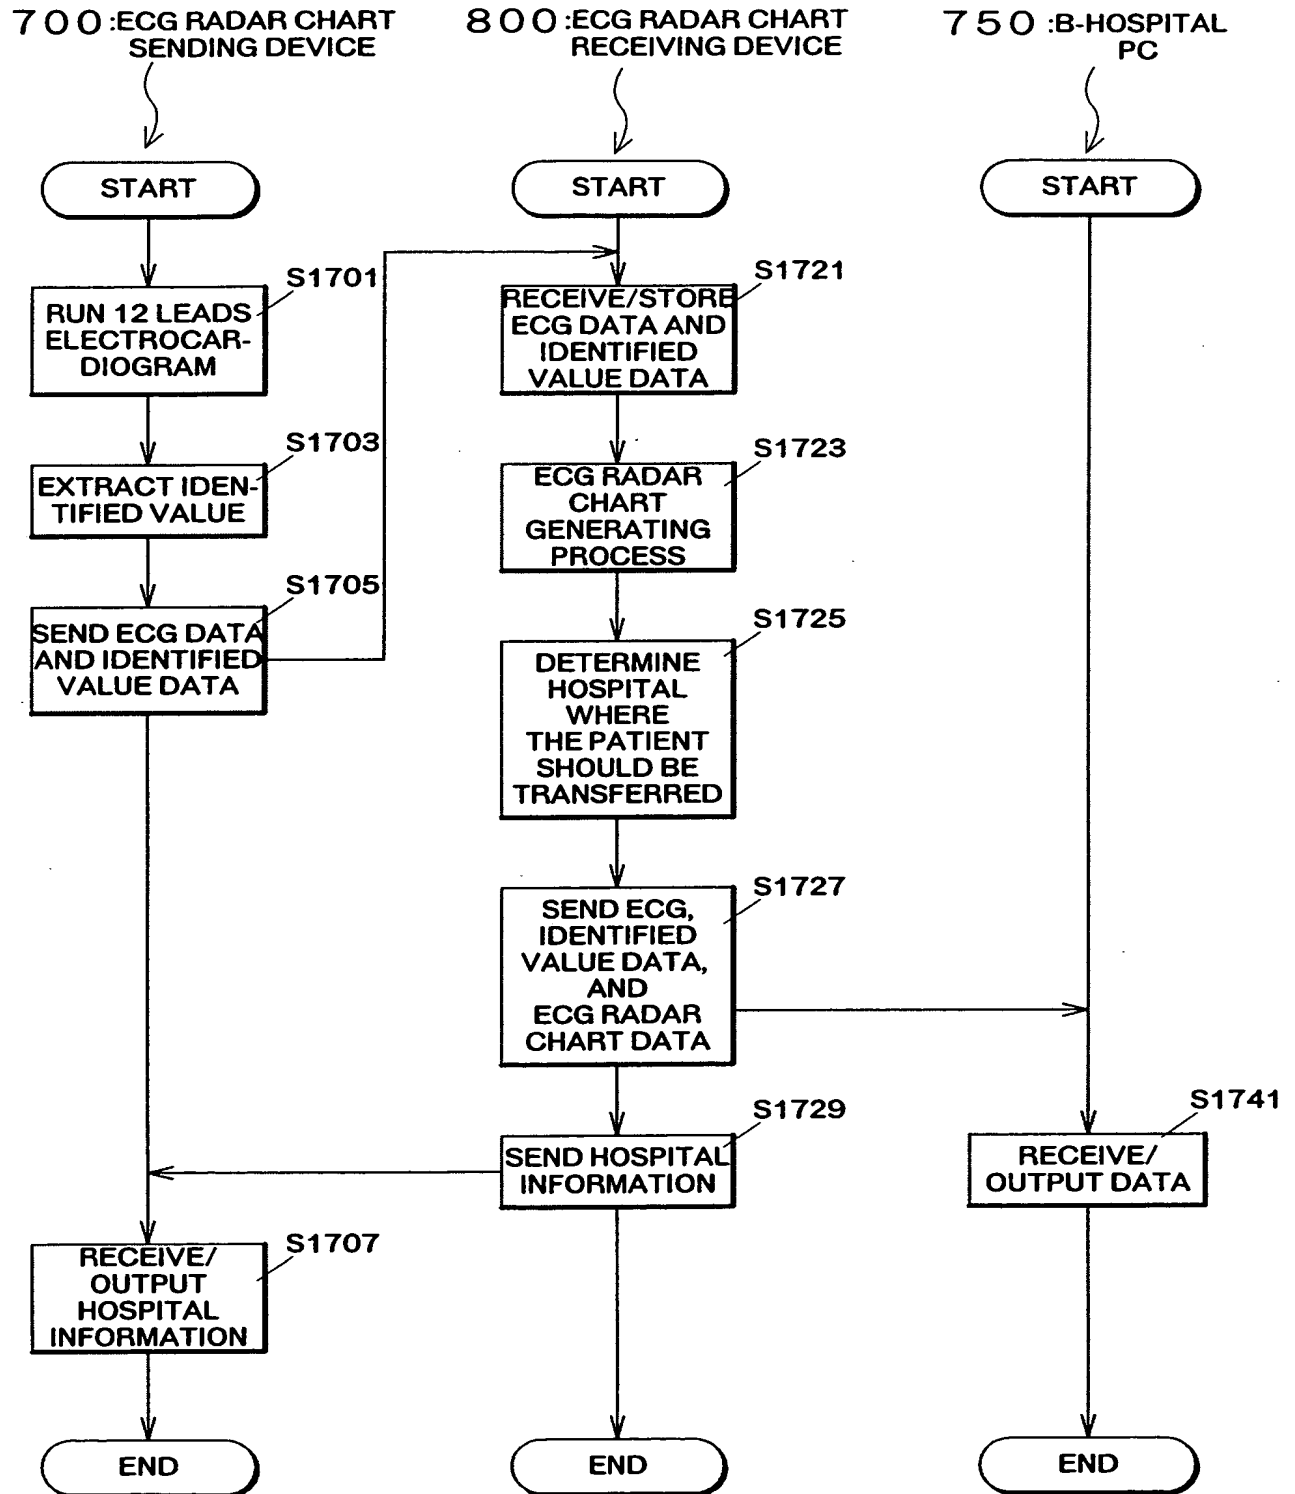 700:ECG RADAR CHART
SENDING DEVICE
START
S1701
RUN 12 LEADS
ELECTROCAR-
DIOGRAM
S1703
EXTRACT IDEN-
TIFIED VALUE
S1705
SEND ECG DATA
AND IDENTIFIED
VALUE DATA
S1707
RECEIVE/
OUTPUT
HOSPITAL
INFORMATION
END
800:ECG RADAR CHART
RECEIVING DEVICE
START
S1721
RECEIVE/STORE
ECG DATA AND
IDENTIFIED
VALUE DATA
S1723
ECG RADAR
CHART
GENERATING
PROCESS
S1725
DETERMINE
HOSPITAL
WHERE
THE PATIENT
SHOULD BE
TRANSFERRED
S1727
SEND ECG,
IDENTIFIED
VALUE DATA,
AND
ECG RADAR
CHART DATA
S1729
SEND HOSPITAL
INFORMATION
END
750:B-HOSPITAL
PC
START
S1741
RECEIVE/
OUTPUT DATA
END